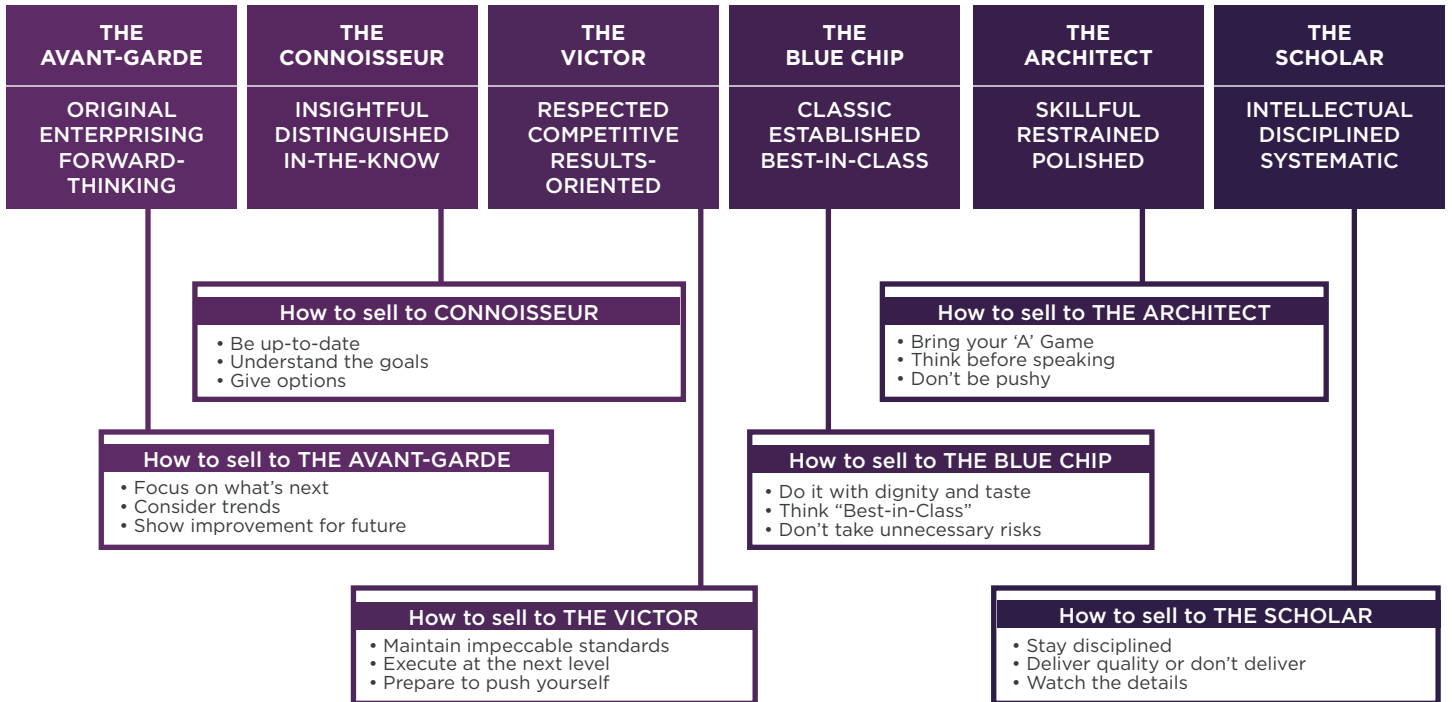 THE
AVANT-GARDE
ORIGINAL
ENTERPRISING
FORWARD-
THINKING
THE
CONNOISSEUR
INSIGHTFUL
DISTINGUISHED
IN-THE-KNOW
THE
VICTOR
RESPECTED
COMPETITIVE
RESULTS-
ORIENTED
THE
BLUE CHIP
CLASSIC
ESTABLISHED
BEST-IN-CLASS
THE
ARCHITECT
SKILLFUL
RESTRAINED
POLISHED
THE
SCHOLAR
INTELLECTUAL
DISCIPLINED
SYSTEMATIC
How to sell to CONNOISSEUR
• Be up-to-date
• Understand the goals
• Give options
How to sell to THE ARCHITECT
• Bring your ‘A’ Game
• Think before speaking
• Don’t be pushy
How to sell to THE AVANT-GARDE
• Focus on what’s next
• Consider trends
• Show improvement for future
How to sell to THE BLUE CHIP
• Do it with dignity and taste
• Think “Best-in-Class”
• Don’t take unnecessary risks
How to sell to THE VICTOR
• Maintain impeccable standards
• Execute at the next level
• Prepare to push yourself
How to sell to THE SCHOLAR
• Stay disciplined
• Deliver quality or don’t deliver
• Watch the details